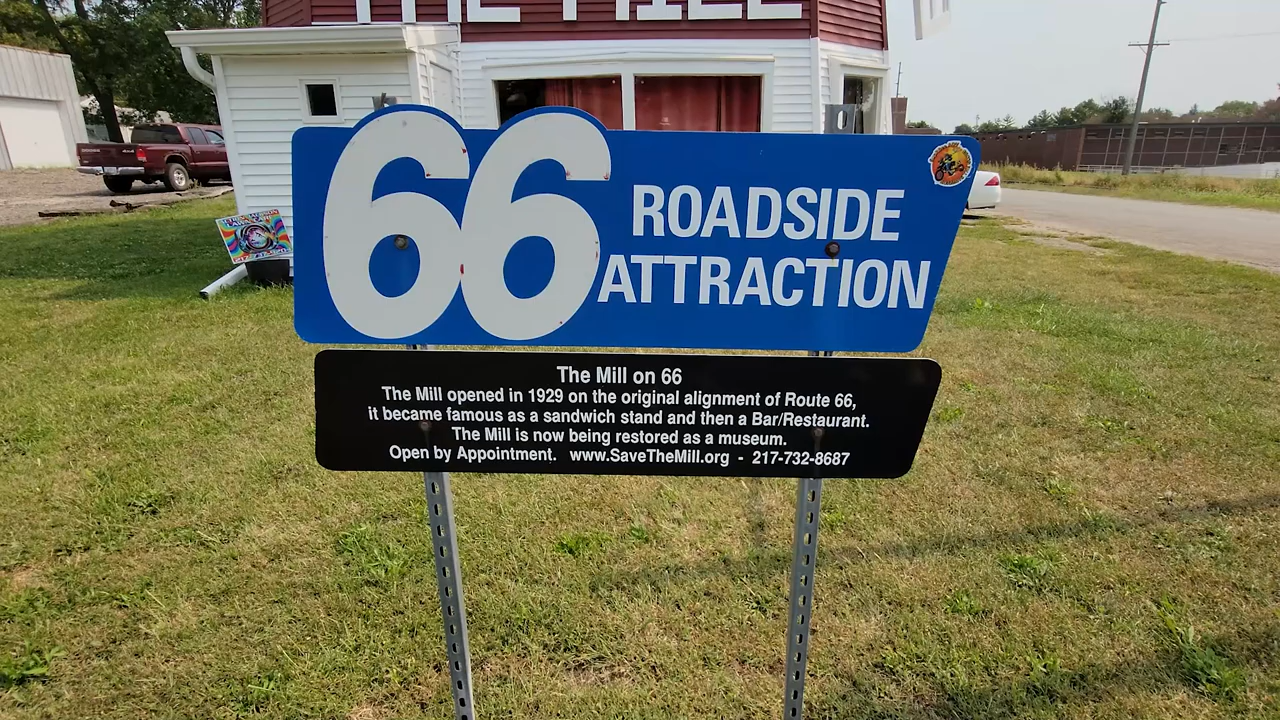 THE MILL
66
ROADSIDE
ATTRACTION
The Mill on 66
The Mill opened in 1929 on the original alignment of Route 66,
it became famous as a sandwich stand and then a Bar/Restaurant.
The Mill is now being restored as a museum.
Open by Appointment. www.SaveTheMill.org - 217-732-8687